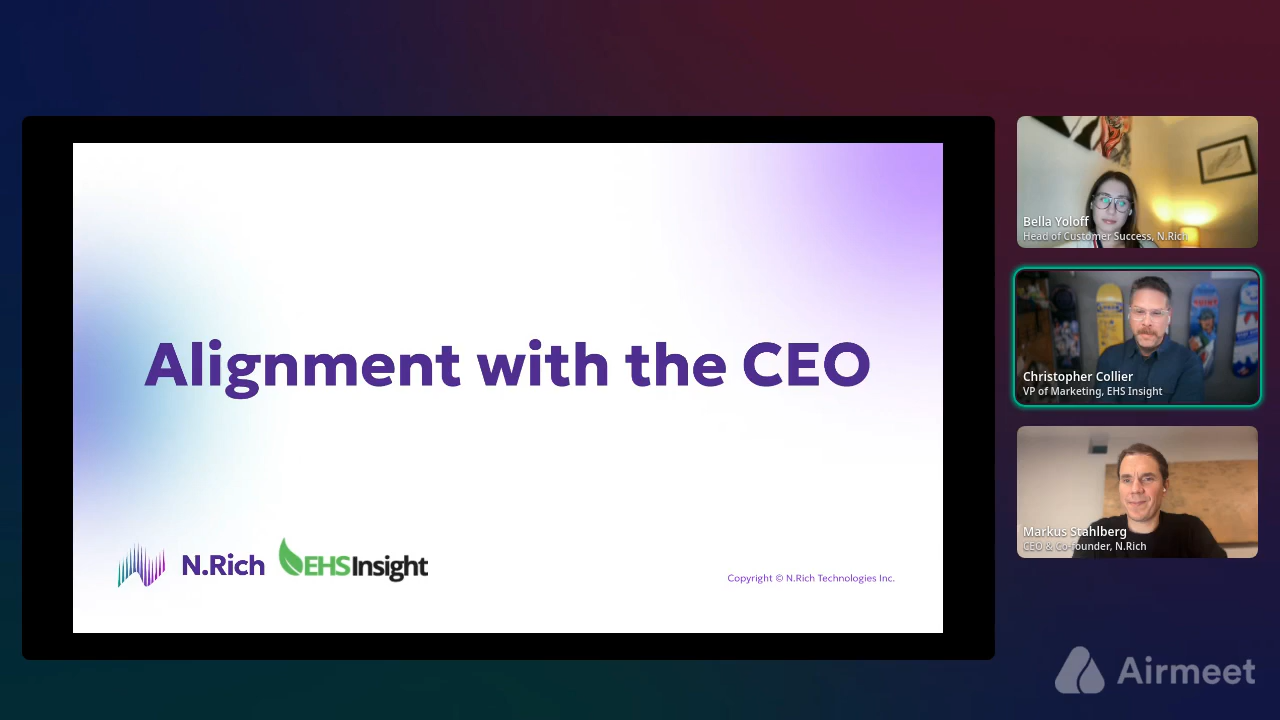 Alignment with the CEO
N.Rich
EHSInsight
Copyright © N.Rich Technologies Inc.
Bella Yoloff
Head of Customer Success, N.Rich
Christopher Collier
VP of Marketing, EHS Insight
Markus Stahlberg
CEO & Co-founder, N.Rich
Airmeet